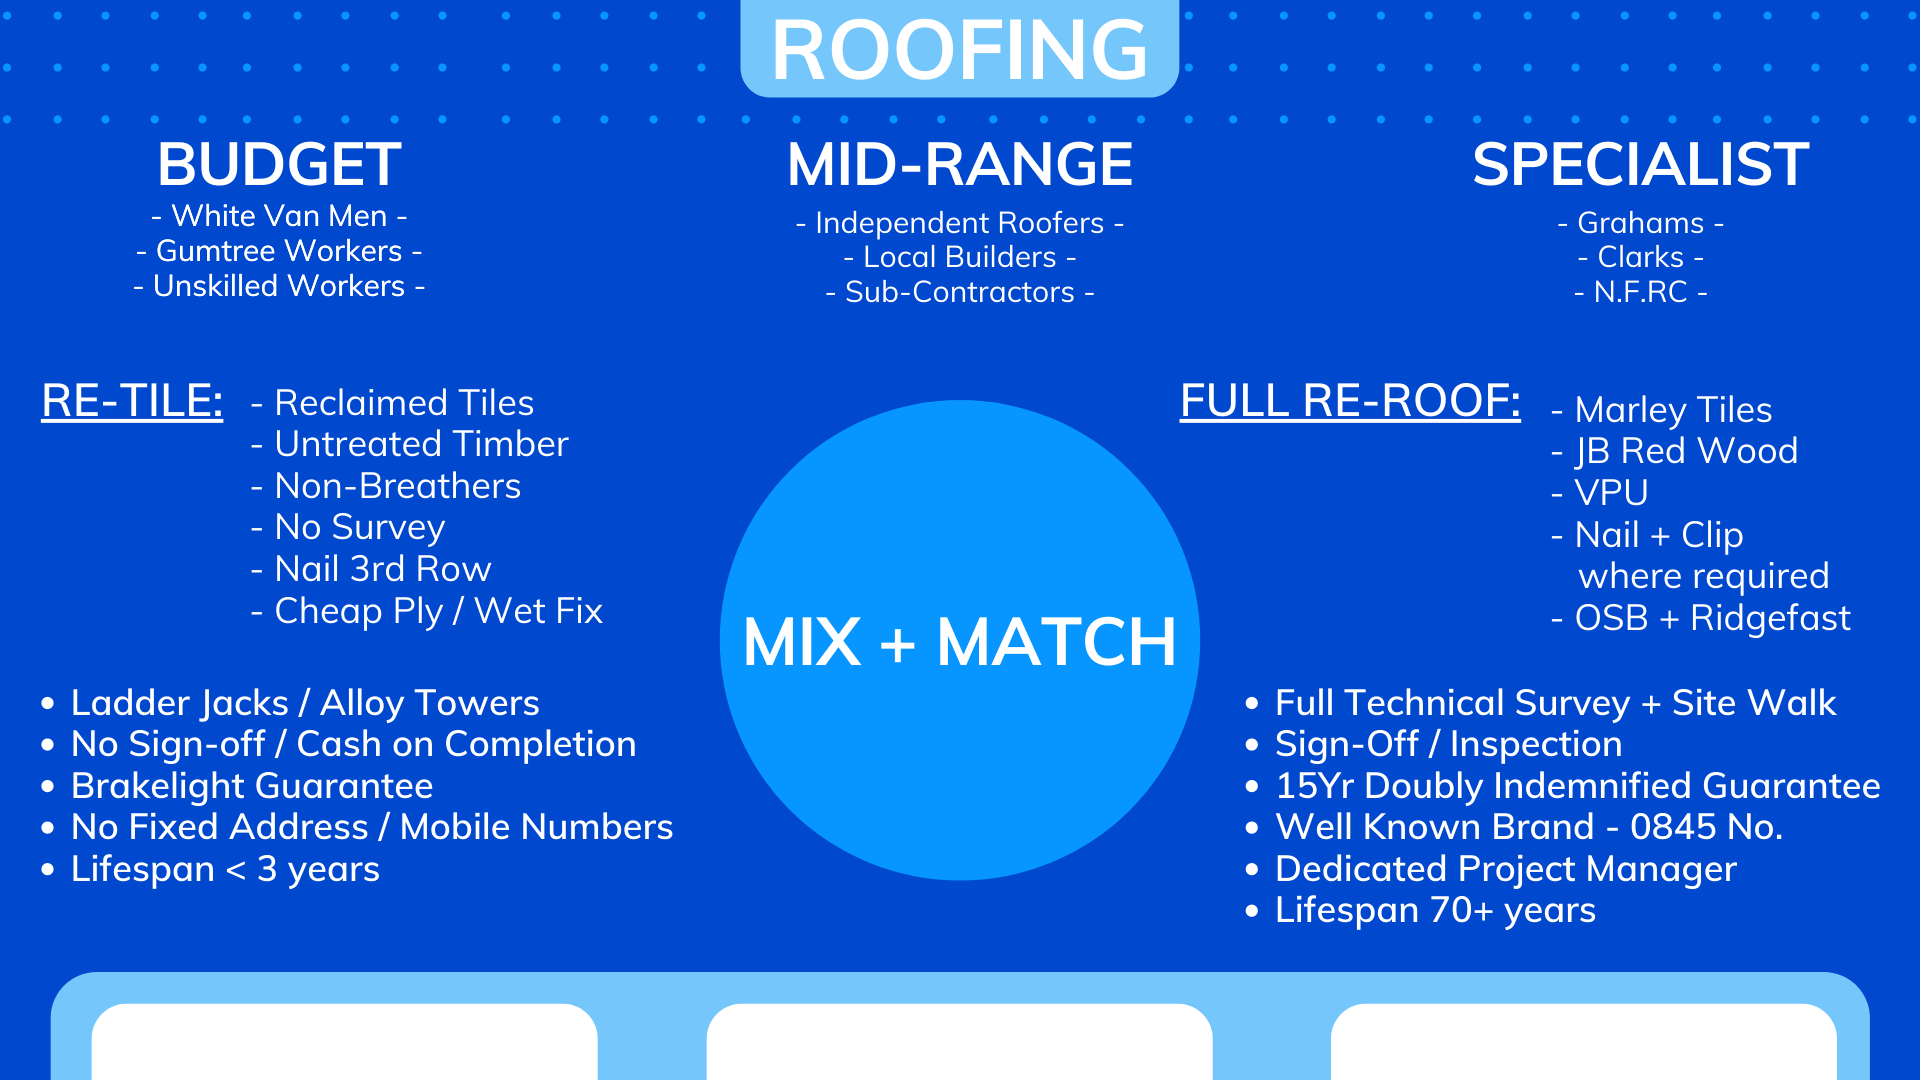 ROOFING
BUDGET
- White Van Men -
- Gumtree Workers -
- Unskilled Workers -
MID-RANGE
- Independent Roofers -
- Local Builders -
- Sub-Contractors -
SPECIALIST
- Grahams -
- Clarks -
- N.F.RC -
RE-TILE:
- Reclaimed Tiles
- Untreated Timber
- Non-Breathers
- No Survey
- Nail 3rd Row
- Cheap Ply / Wet Fix
• Ladder Jacks / Alloy Towers
• No Sign-off / Cash on Completion
• Brakelight Guarantee
• No Fixed Address / Mobile Numbers
• Lifespan < 3 years
MIX + MATCH
FULL RE-ROOF:
- Marley Tiles
- JB Red Wood
- VPU
- Nail + Clip
where required
- OSB + Ridgefast
• Full Technical Survey + Site Walk
• Sign-Off / Inspection
• 15Yr Doubly Indemnified Guarantee
• Well Known Brand - 0845 No.
• Dedicated Project Manager
• Lifespan 70+ years